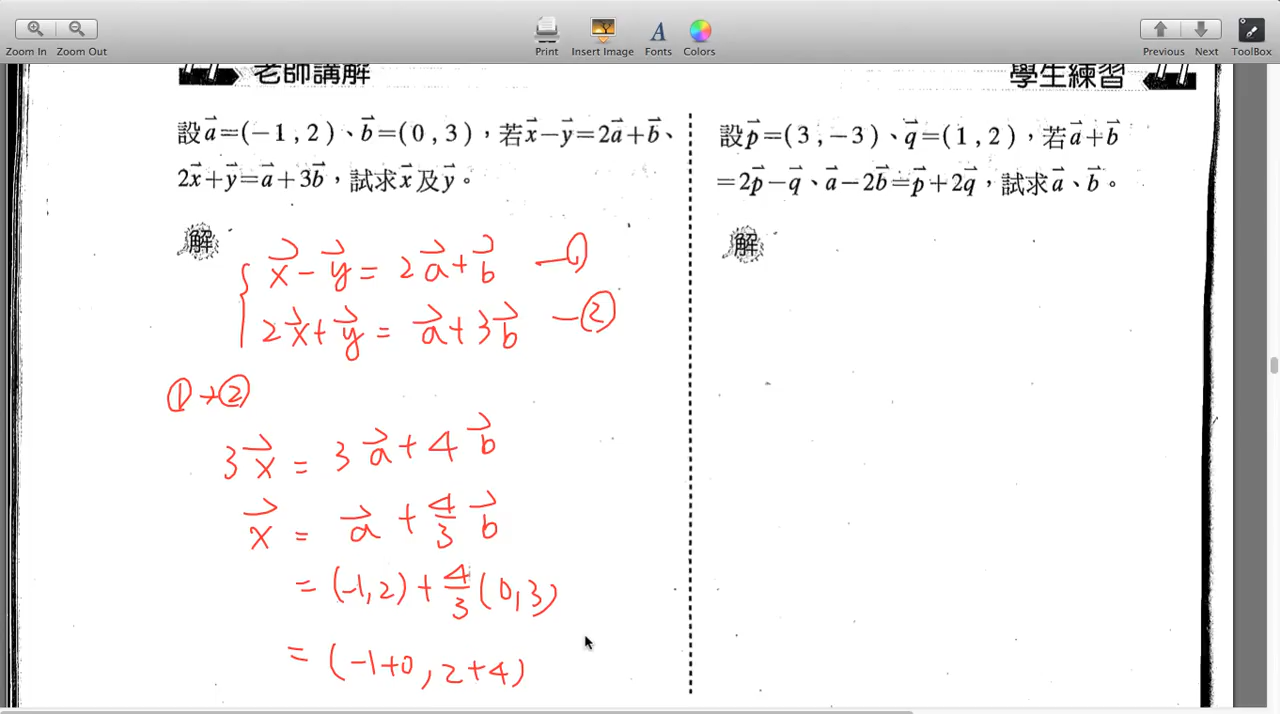 Zoom In Zoom Out Print Insert Image Fonts Colors Previous Next ToolBox
老師講解
設a⃗=(−1,2)、b⃗=(0,3),若x⃗−y⃗=2a⃗+b⃗、
2x⃗+y⃗=a⃗+3b⃗,試求x⃗及y⃗。
解
x⃗−y⃗=2a⃗+b⃗ —①
2x⃗+y⃗=a⃗+3b⃗ —②
①+②
3x⃗=3a⃗+4b⃗
x⃗=a⃗+4/3 b⃗
=(-1,2)+4/3(0,3)
=(-1+0,2+4)
學生練習
設p⃗=(3,−3)、q⃗=(1,2),若a⃗+b⃗
=2p⃗−q⃗、a⃗−2b⃗=p⃗+2q⃗,試求a⃗、b⃗。
解